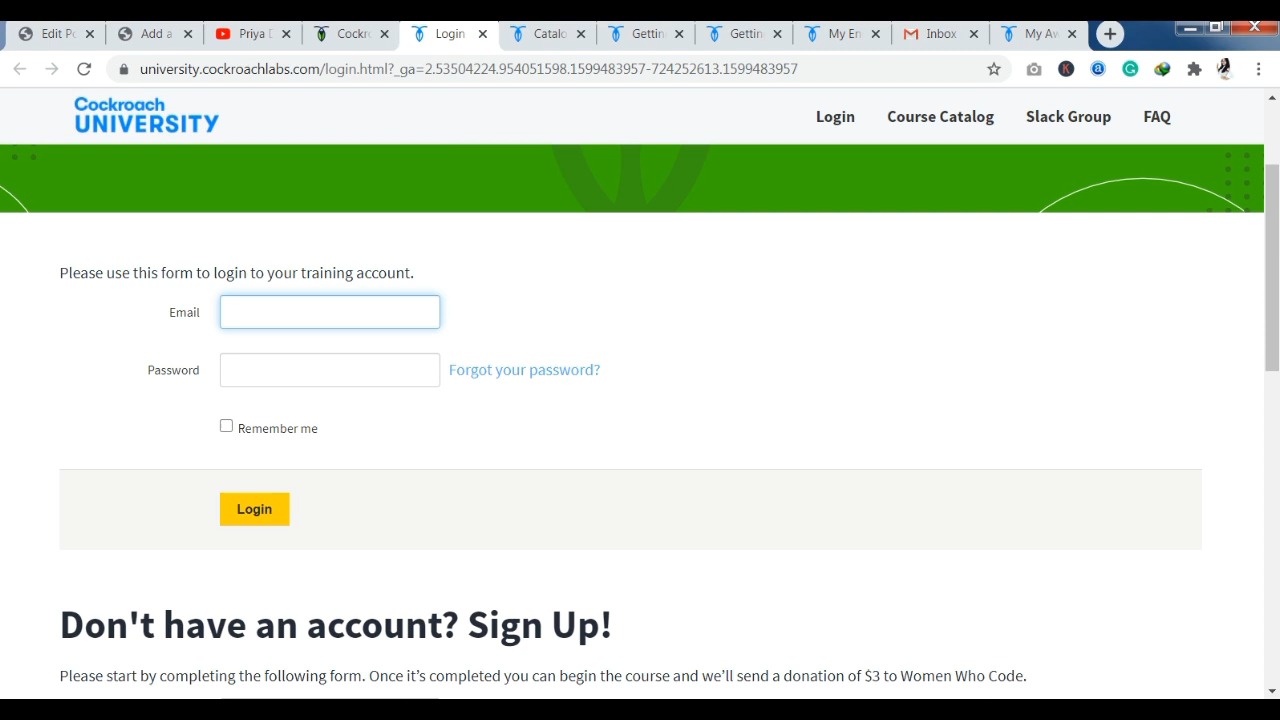 Edit Po Add a Priya D Cockro Login Catalo Gettin Gettin My En Inbox My Aw
university.cockroachlabs.com/login.html?_ga=2.53504224.954051598.1599483957-724252613.1599483957
Cockroach
UNIVERSITY
Login Course Catalog Slack Group FAQ
Please use this form to login to your training account.
Email
Password Forgot your password?
Remember me
Login
Don't have an account? Sign Up!
Please start by completing the following form. Once it’s completed you can begin the course and we’ll send a donation of $3 to Women Who Code.